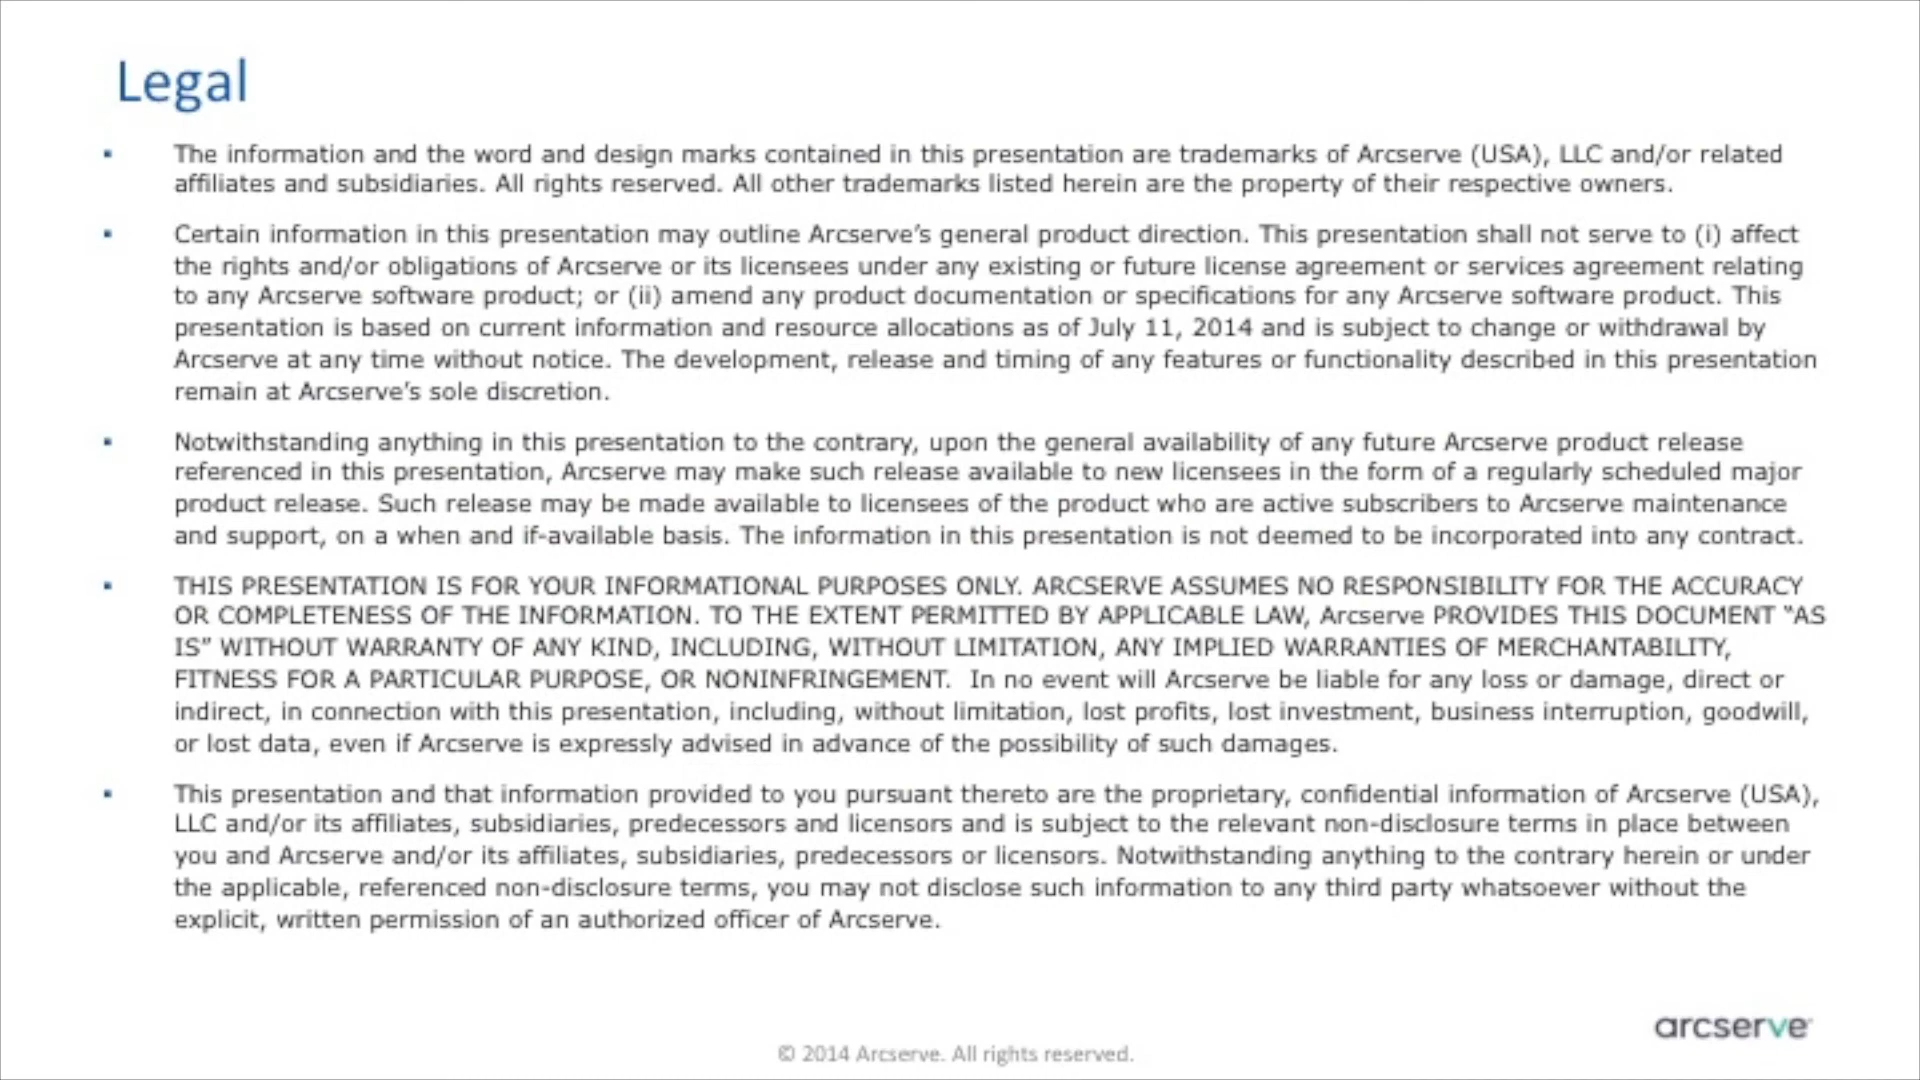 Legal
▪ The information and the word and design marks contained in this presentation are trademarks of Arcserve (USA), LLC and/or related
affiliates and subsidiaries. All rights reserved. All other trademarks listed herein are the property of their respective owners.
▪ Certain information in this presentation may outline Arcserve’s general product direction. This presentation shall not serve to (i) affect
the rights and/or obligations of Arcserve or its licensees under any existing or future license agreement or services agreement relating
to any Arcserve software product; or (ii) amend any product documentation or specifications for any Arcserve software product. This
presentation is based on current information and resource allocations as of July 11, 2014 and is subject to change or withdrawal by
Arcserve at any time without notice. The development, release and timing of any features or functionality described in this presentation
remain at Arcserve’s sole discretion.
▪ Notwithstanding anything in this presentation to the contrary, upon the general availability of any future Arcserve product release
referenced in this presentation, Arcserve may make such release available to new licensees in the form of a regularly scheduled major
product release. Such release may be made available to licensees of the product who are active subscribers to Arcserve maintenance
and support, on a when and if-available basis. The information in this presentation is not deemed to be incorporated into any contract.
▪ THIS PRESENTATION IS FOR YOUR INFORMATIONAL PURPOSES ONLY. ARCSERVE ASSUMES NO RESPONSIBILITY FOR THE ACCURACY
OR COMPLETENESS OF THE INFORMATION. TO THE EXTENT PERMITTED BY APPLICABLE LAW, Arcserve PROVIDES THIS DOCUMENT “AS
IS” WITHOUT WARRANTY OF ANY KIND, INCLUDING, WITHOUT LIMITATION, ANY IMPLIED WARRANTIES OF MERCHANTABILITY,
FITNESS FOR A PARTICULAR PURPOSE, OR NONINFRINGEMENT.  In no event will Arcserve be liable for any loss or damage, direct or
indirect, in connection with this presentation, including, without limitation, lost profits, lost investment, business interruption, goodwill,
or lost data, even if Arcserve is expressly advised in advance of the possibility of such damages.
▪ This presentation and that information provided to you pursuant thereto are the proprietary, confidential information of Arcserve (USA),
LLC and/or its affiliates, subsidiaries, predecessors and licensors and is subject to the relevant non-disclosure terms in place between
you and Arcserve and/or its affiliates, subsidiaries, predecessors or licensors. Notwithstanding anything to the contrary herein or under
the applicable, referenced non-disclosure terms, you may not disclose such information to any third party whatsoever without the
explicit, written permission of an authorized officer of Arcserve.
arcserve
© 2014 Arcserve. All rights reserved.